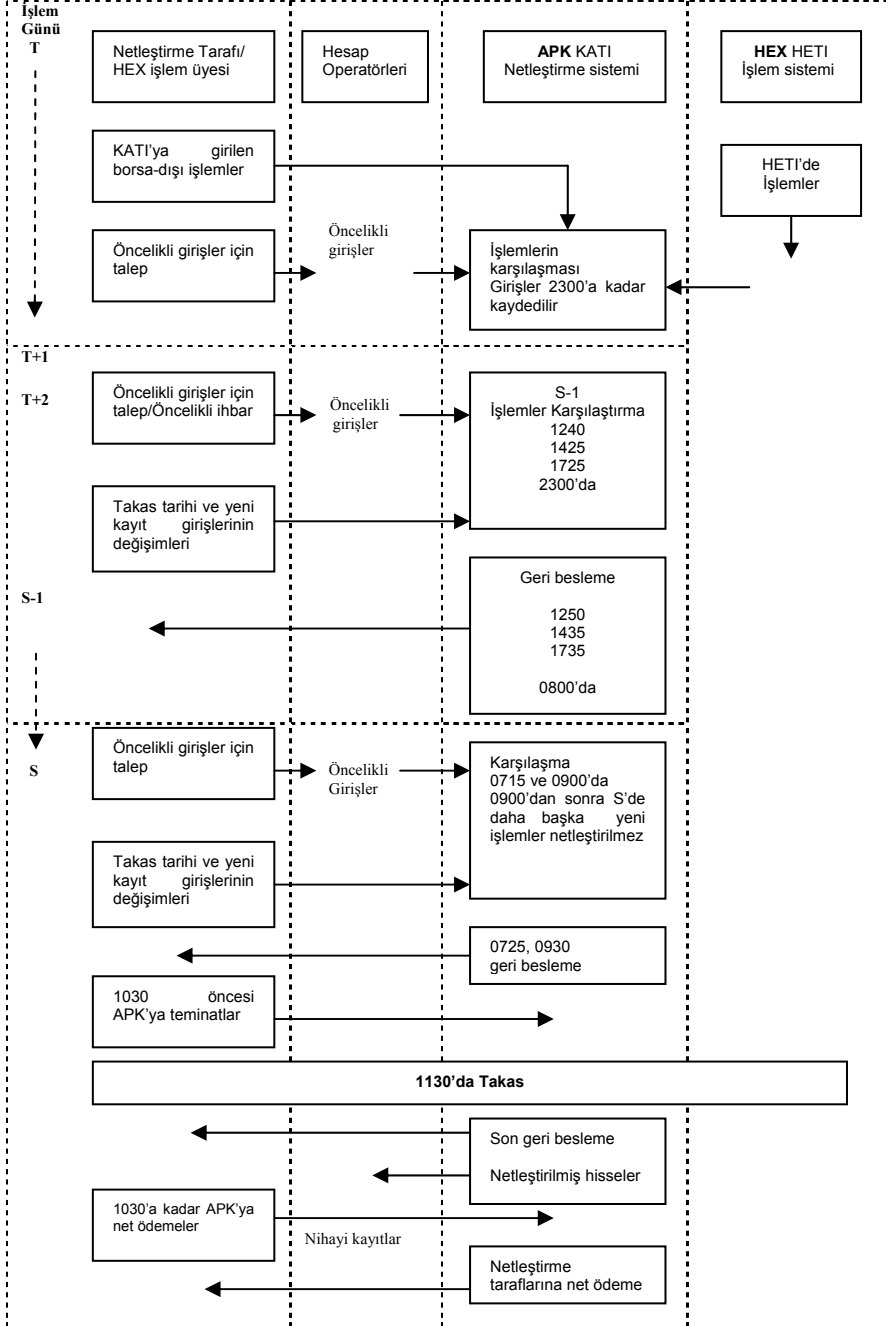 İşlem
Günü
T
Netleştirme Tarafı/
HEX işlem üyesi
Hesap
Operatörleri
APK KATI
Netleştirme sistemi
HEX HETI
İşlem sistemi
KATI’ya girilen
borsa-dışı işlemler
HETI’de
İşlemler
Öncelikli girişler için
talep
Öncelikli
girişler
İşlemlerin
karşılaşması
Girişler 2300’a kadar
kaydedilir
T+1
T+2
Öncelikli girişler için
talep/Öncelikli ihbar
Öncelikli
girişler
S-1
İşlemler Karşılaştırma
1240
1425
1725
2300’da
Takas tarihi ve yeni
kayıt girişlerinin
değişimleri
S-1
Geri besleme
1250
1435
1735
0800’da
S
Öncelikli girişler için
talep
Öncelikli
Girişler
Karşılaşma
0715 ve 0900’da
0900’dan sonra S’de
daha başka yeni
işlemler netleştirilmez
Takas tarihi ve yeni
kayıt girişlerinin
değişimleri
0725, 0930
geri besleme
1030 öncesi
APK’ya teminatlar
1130’da Takas
Son geri besleme
Netleştirilmiş hisseler
1030’a kadar APK’ya
net ödemeler
Nihayi kayıtlar
Netleştirme
taraflarına net ödeme